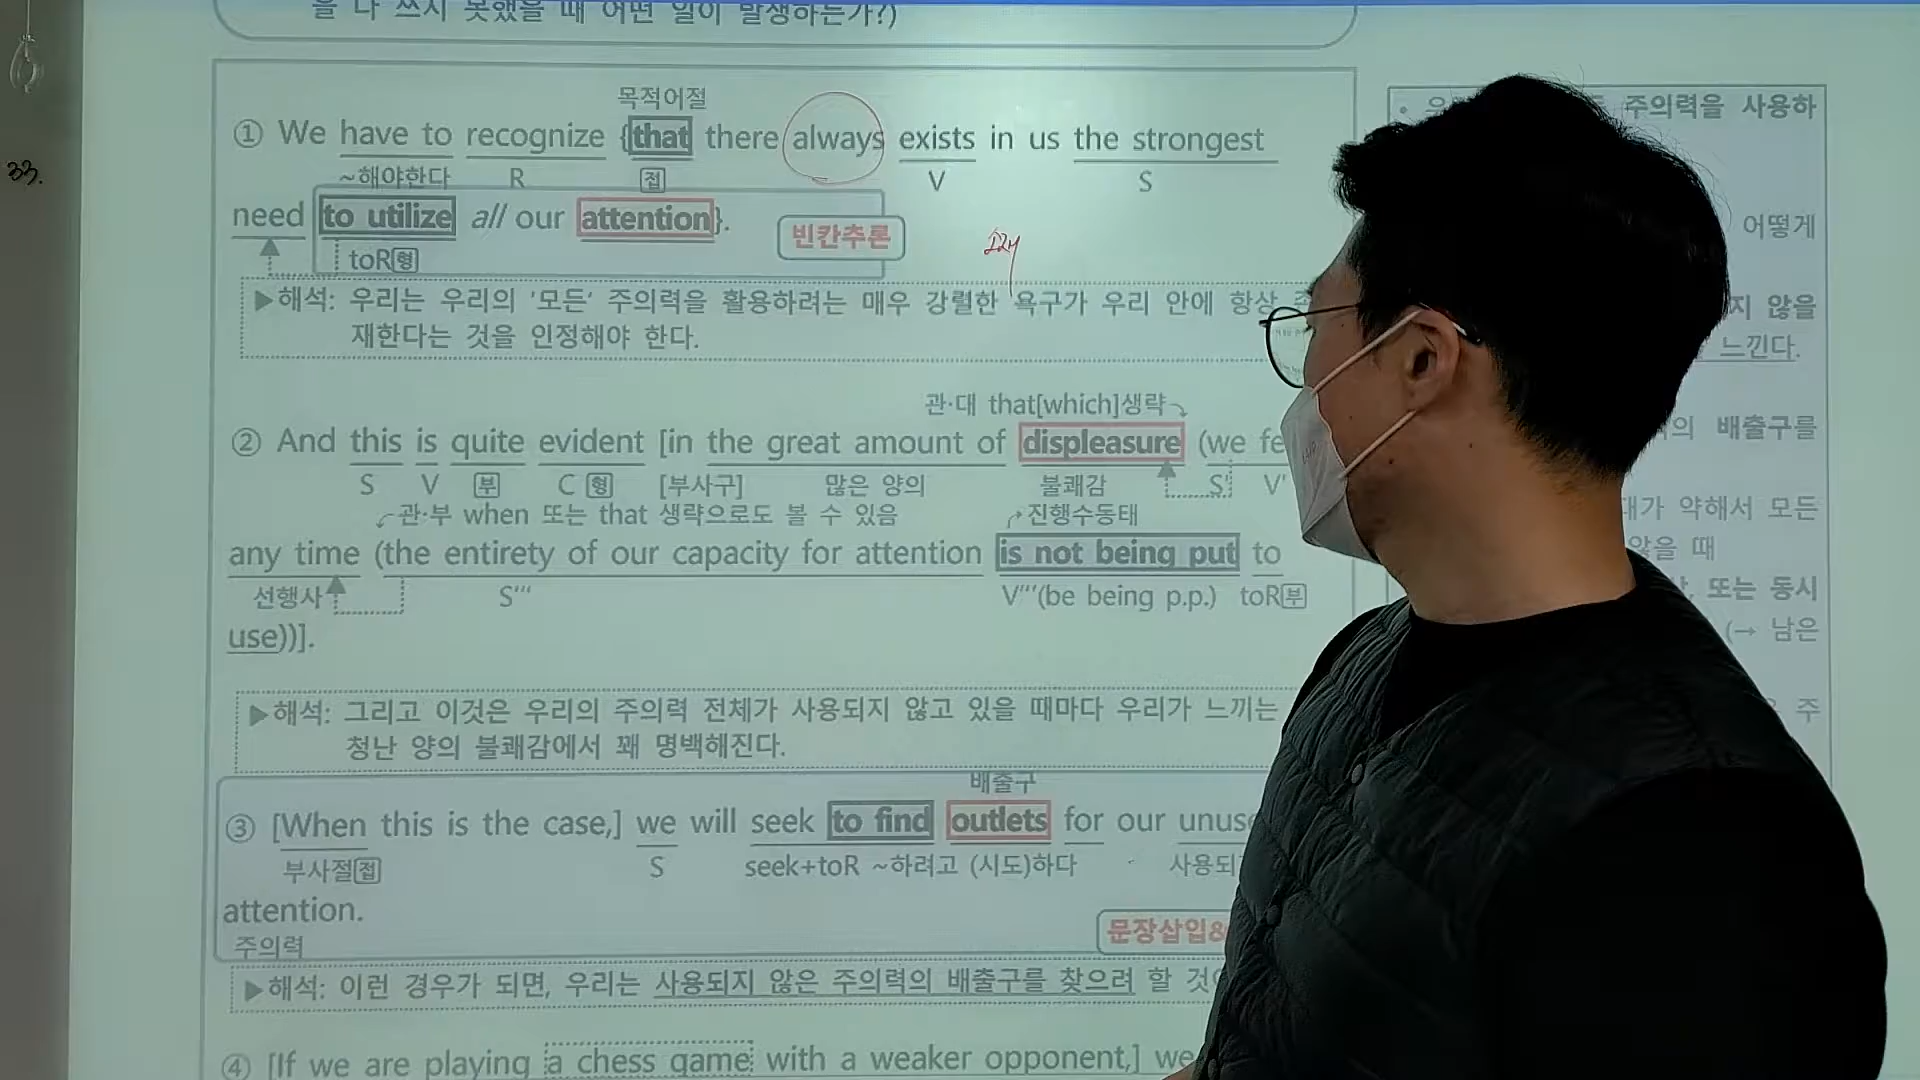 을 다 쓰지 못했을 때 어떤 일이 발생하는가?)
33.
목적어절
① We have to recognize {that there always exists in us the strongest
~해야한다 R 접 V S
need to utilize all our attention}.
빈칸추론
toR형
소재
▶해석: 우리는 우리의 '모든' 주의력을 활용하려는 매우 강렬한 욕구가 우리 안에 항상 존
재한다는 것을 인정해야 한다.
관·대 that[which]생략
② And this is quite evident [in the great amount of displeasure (we fe
S V 부 C 형 [부사구] 많은 양의 불쾌감 S' V'
관·부 when 또는 that 생략으로도 볼 수 있음 진행수동태
any time (the entirety of our capacity for attention is not being put to
선행사 S''' V'''(be being p.p.) toR부
use))].
▶해석: 그리고 이것은 우리의 주의력 전체가 사용되지 않고 있을 때마다 우리가 느끼는
청난 양의 불쾌감에서 꽤 명백해진다.
배출구
③ [When this is the case,] we will seek to find outlets for our unus
부사절접 S seek+toR ~하려고 (시도)하다 사용되
attention.
주의력
문장삽입&
▶해석: 이런 경우가 되면, 우리는 사용되지 않은 주의력의 배출구를 찾으려 할 것
④ [If we are playing a chess game with a weaker opponent,] we
주의력을 사용하
어떻게
지 않을
느낀다.
의 배출구를
대가 약해서 모든
않을 때
, 또는 동시
(→ 남은
주